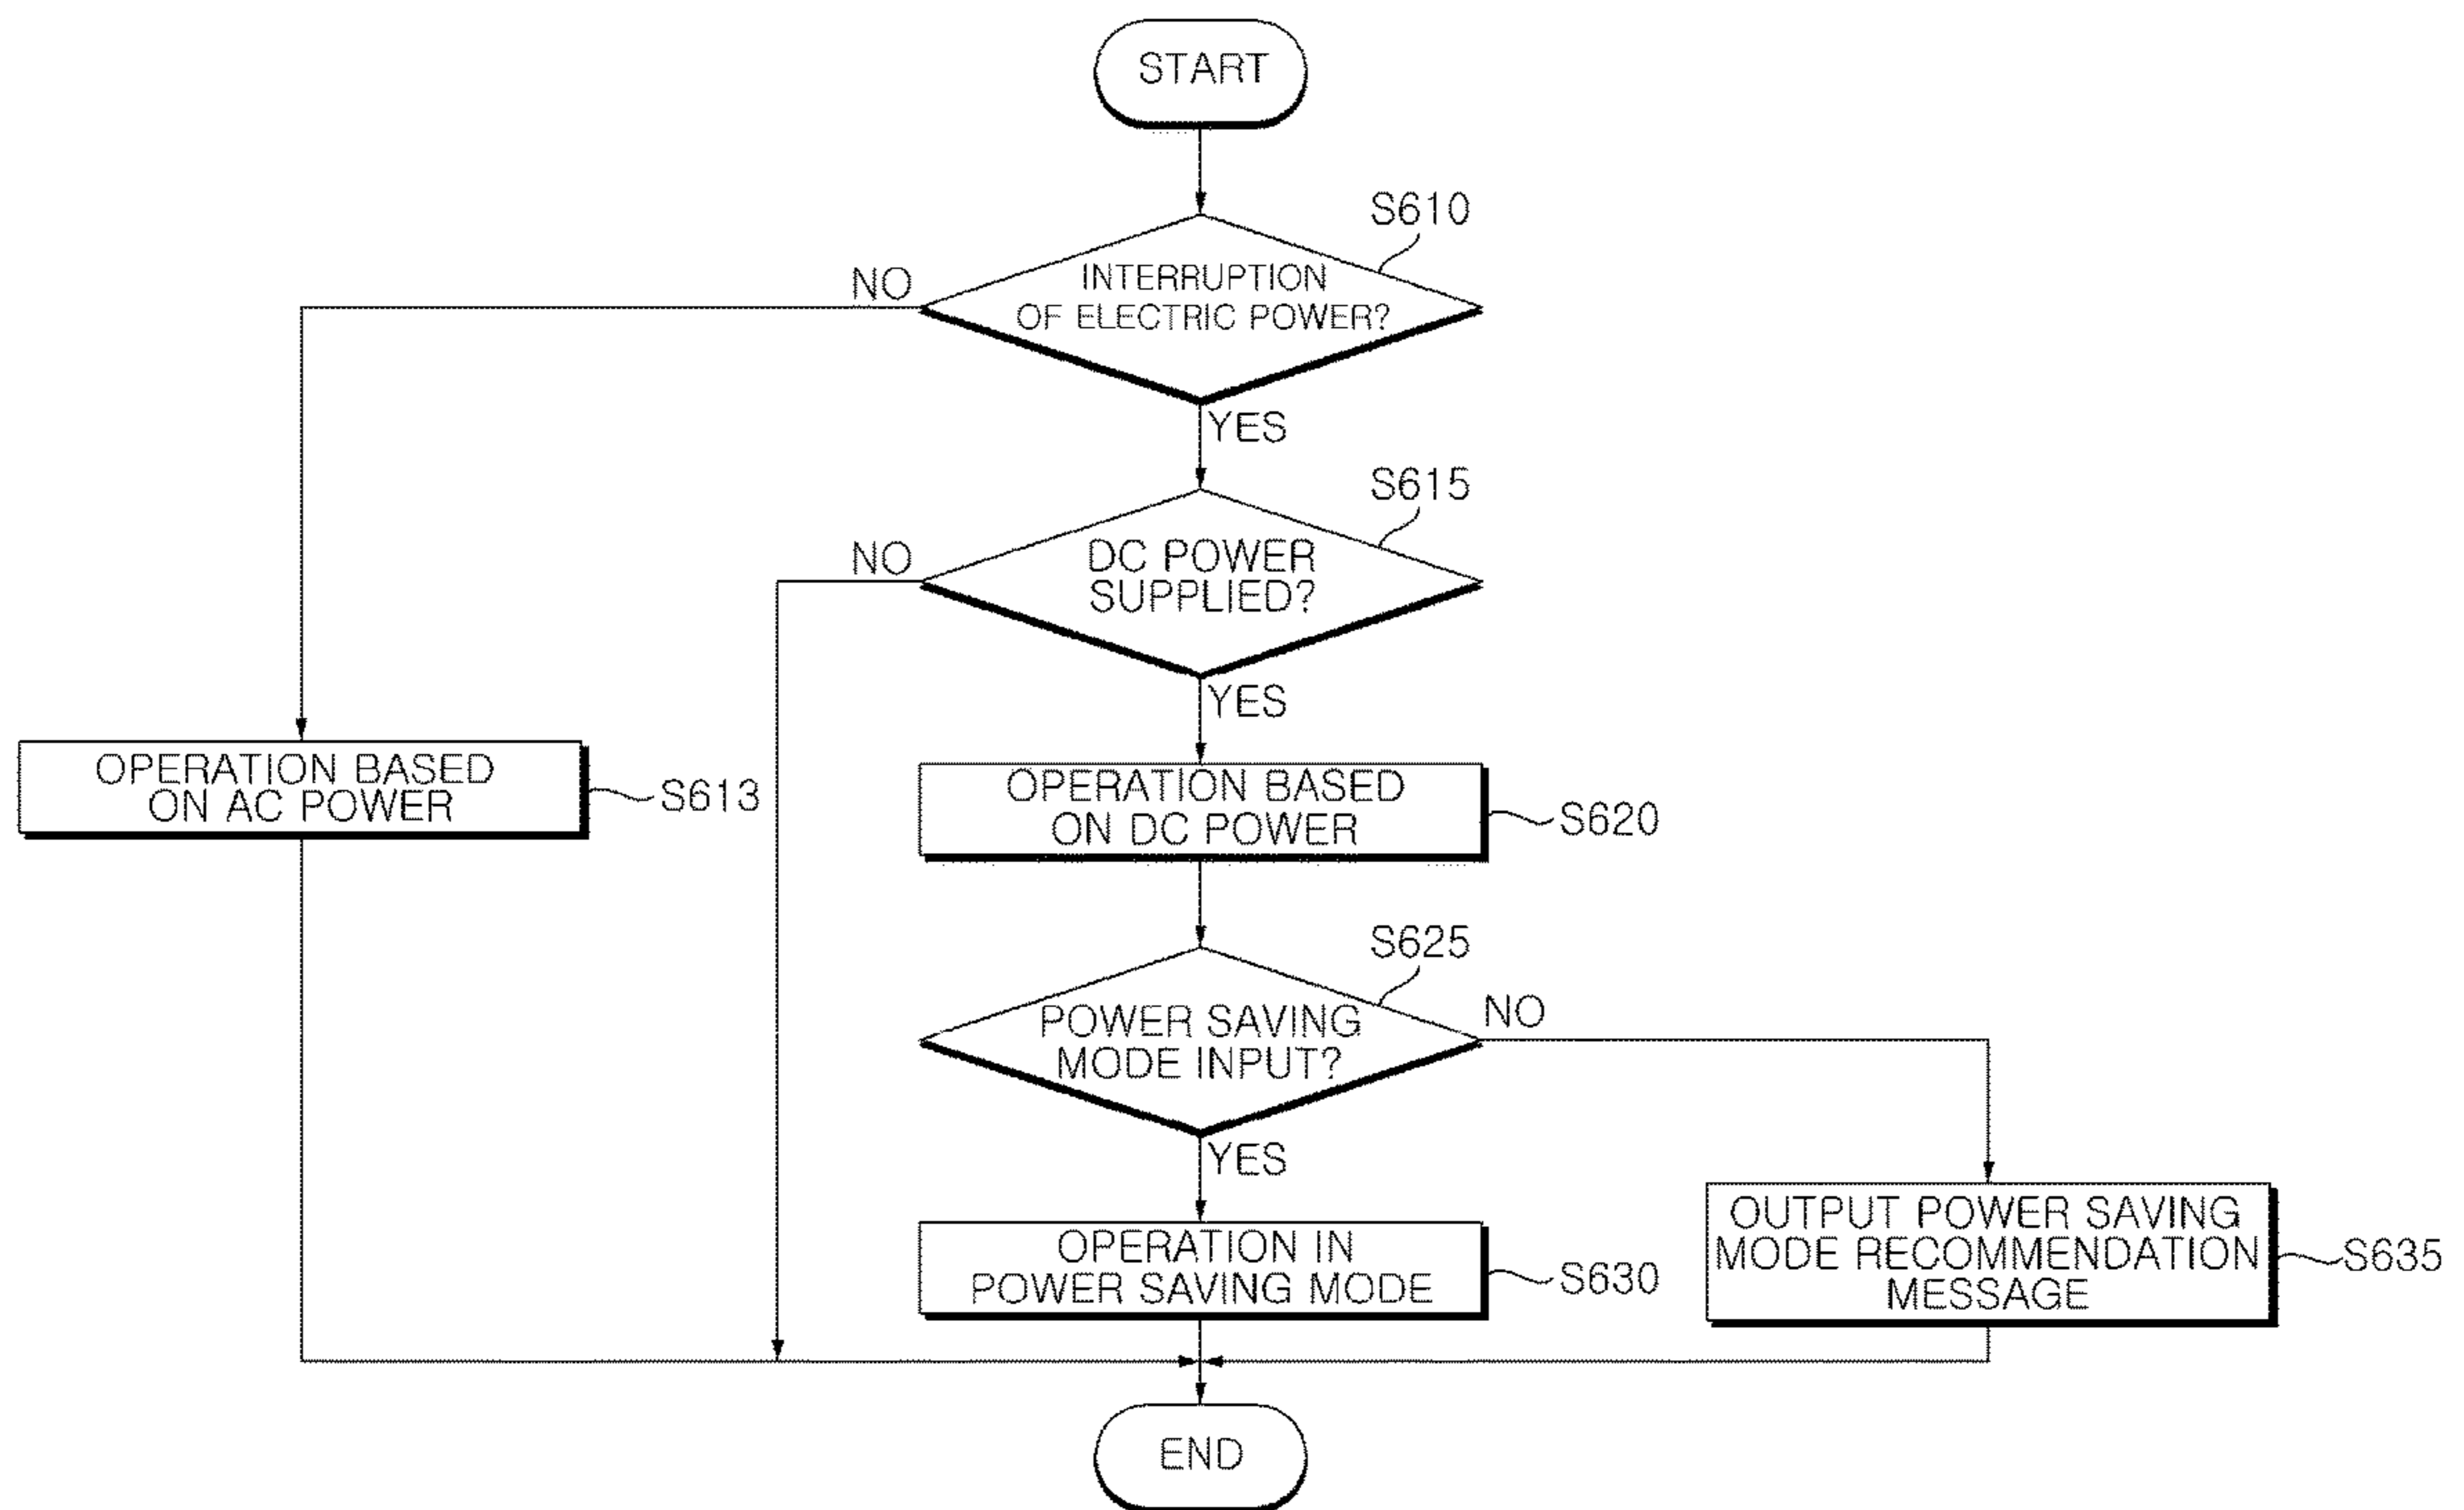 START
S610
INTERRUPTION
OF ELECTRIC POWER?
NO
YES
S615
DC POWER
SUPPLIED?
NO
YES
OPERATION BASED
ON AC POWER
S613
OPERATION BASED
ON DC POWER
S620
S625
POWER SAVING
MODE INPUT?
NO
YES
OPERATION IN
POWER SAVING MODE
S630
OUTPUT POWER SAVING
MODE RECOMMENDATION
MESSAGE
S635
END